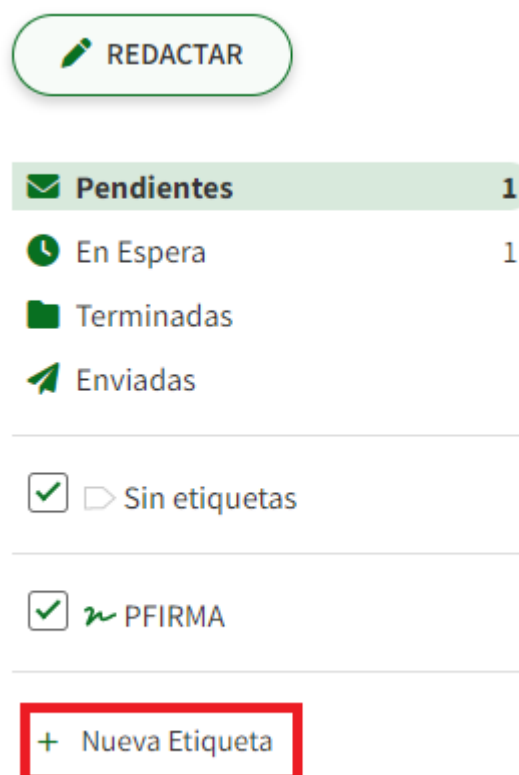 REDACTAR
Pendientes 1
En Espera 1
Terminadas
Enviadas
Sin etiquetas
PFIRMA
+ Nueva Etiqueta